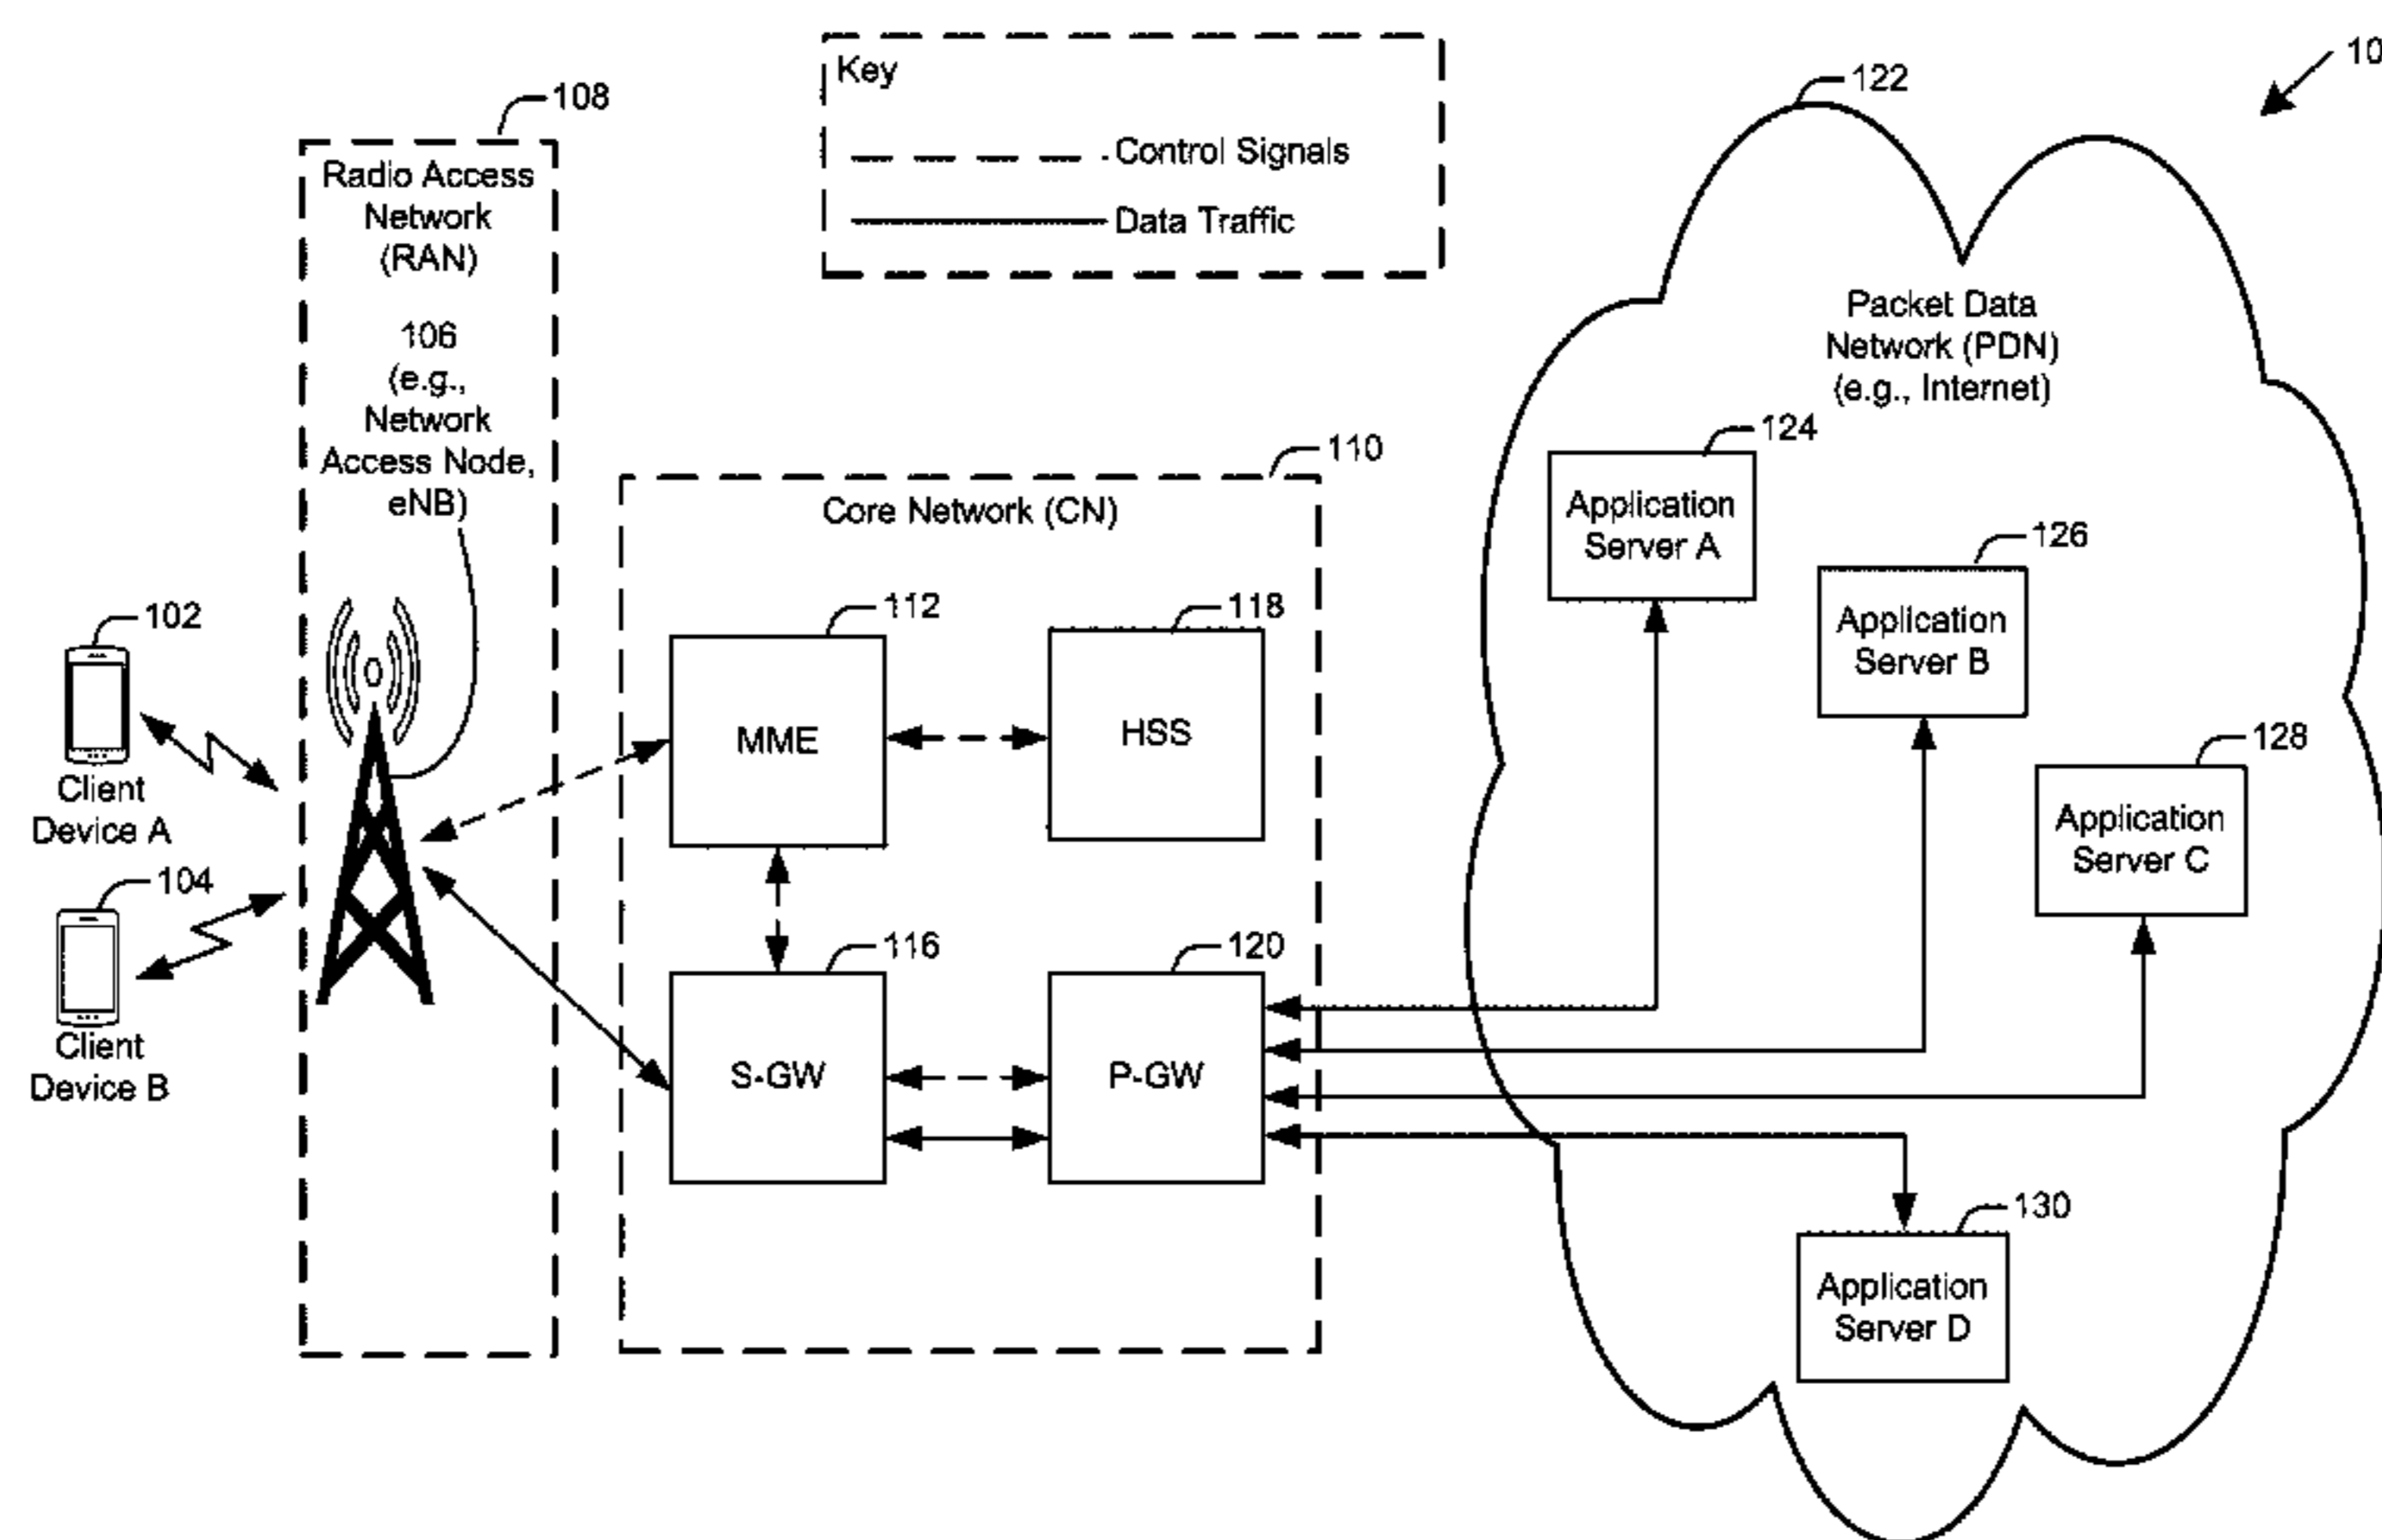 Key
Control Signals
Data Traffic
10
122
108
Radio Access
Network
(RAN)
106
(e.g.,
Network
Access Node,
eNB)
Packet Data
Network (PDN)
(e.g., Internet)
124
Application
Server A
126
Application
Server B
128
Application
Server C
130
Application
Server D
110
Core Network (CN)
112
MME
118
HSS
116
S-GW
120
P-GW
102
Client
Device A
104
Client
Device B